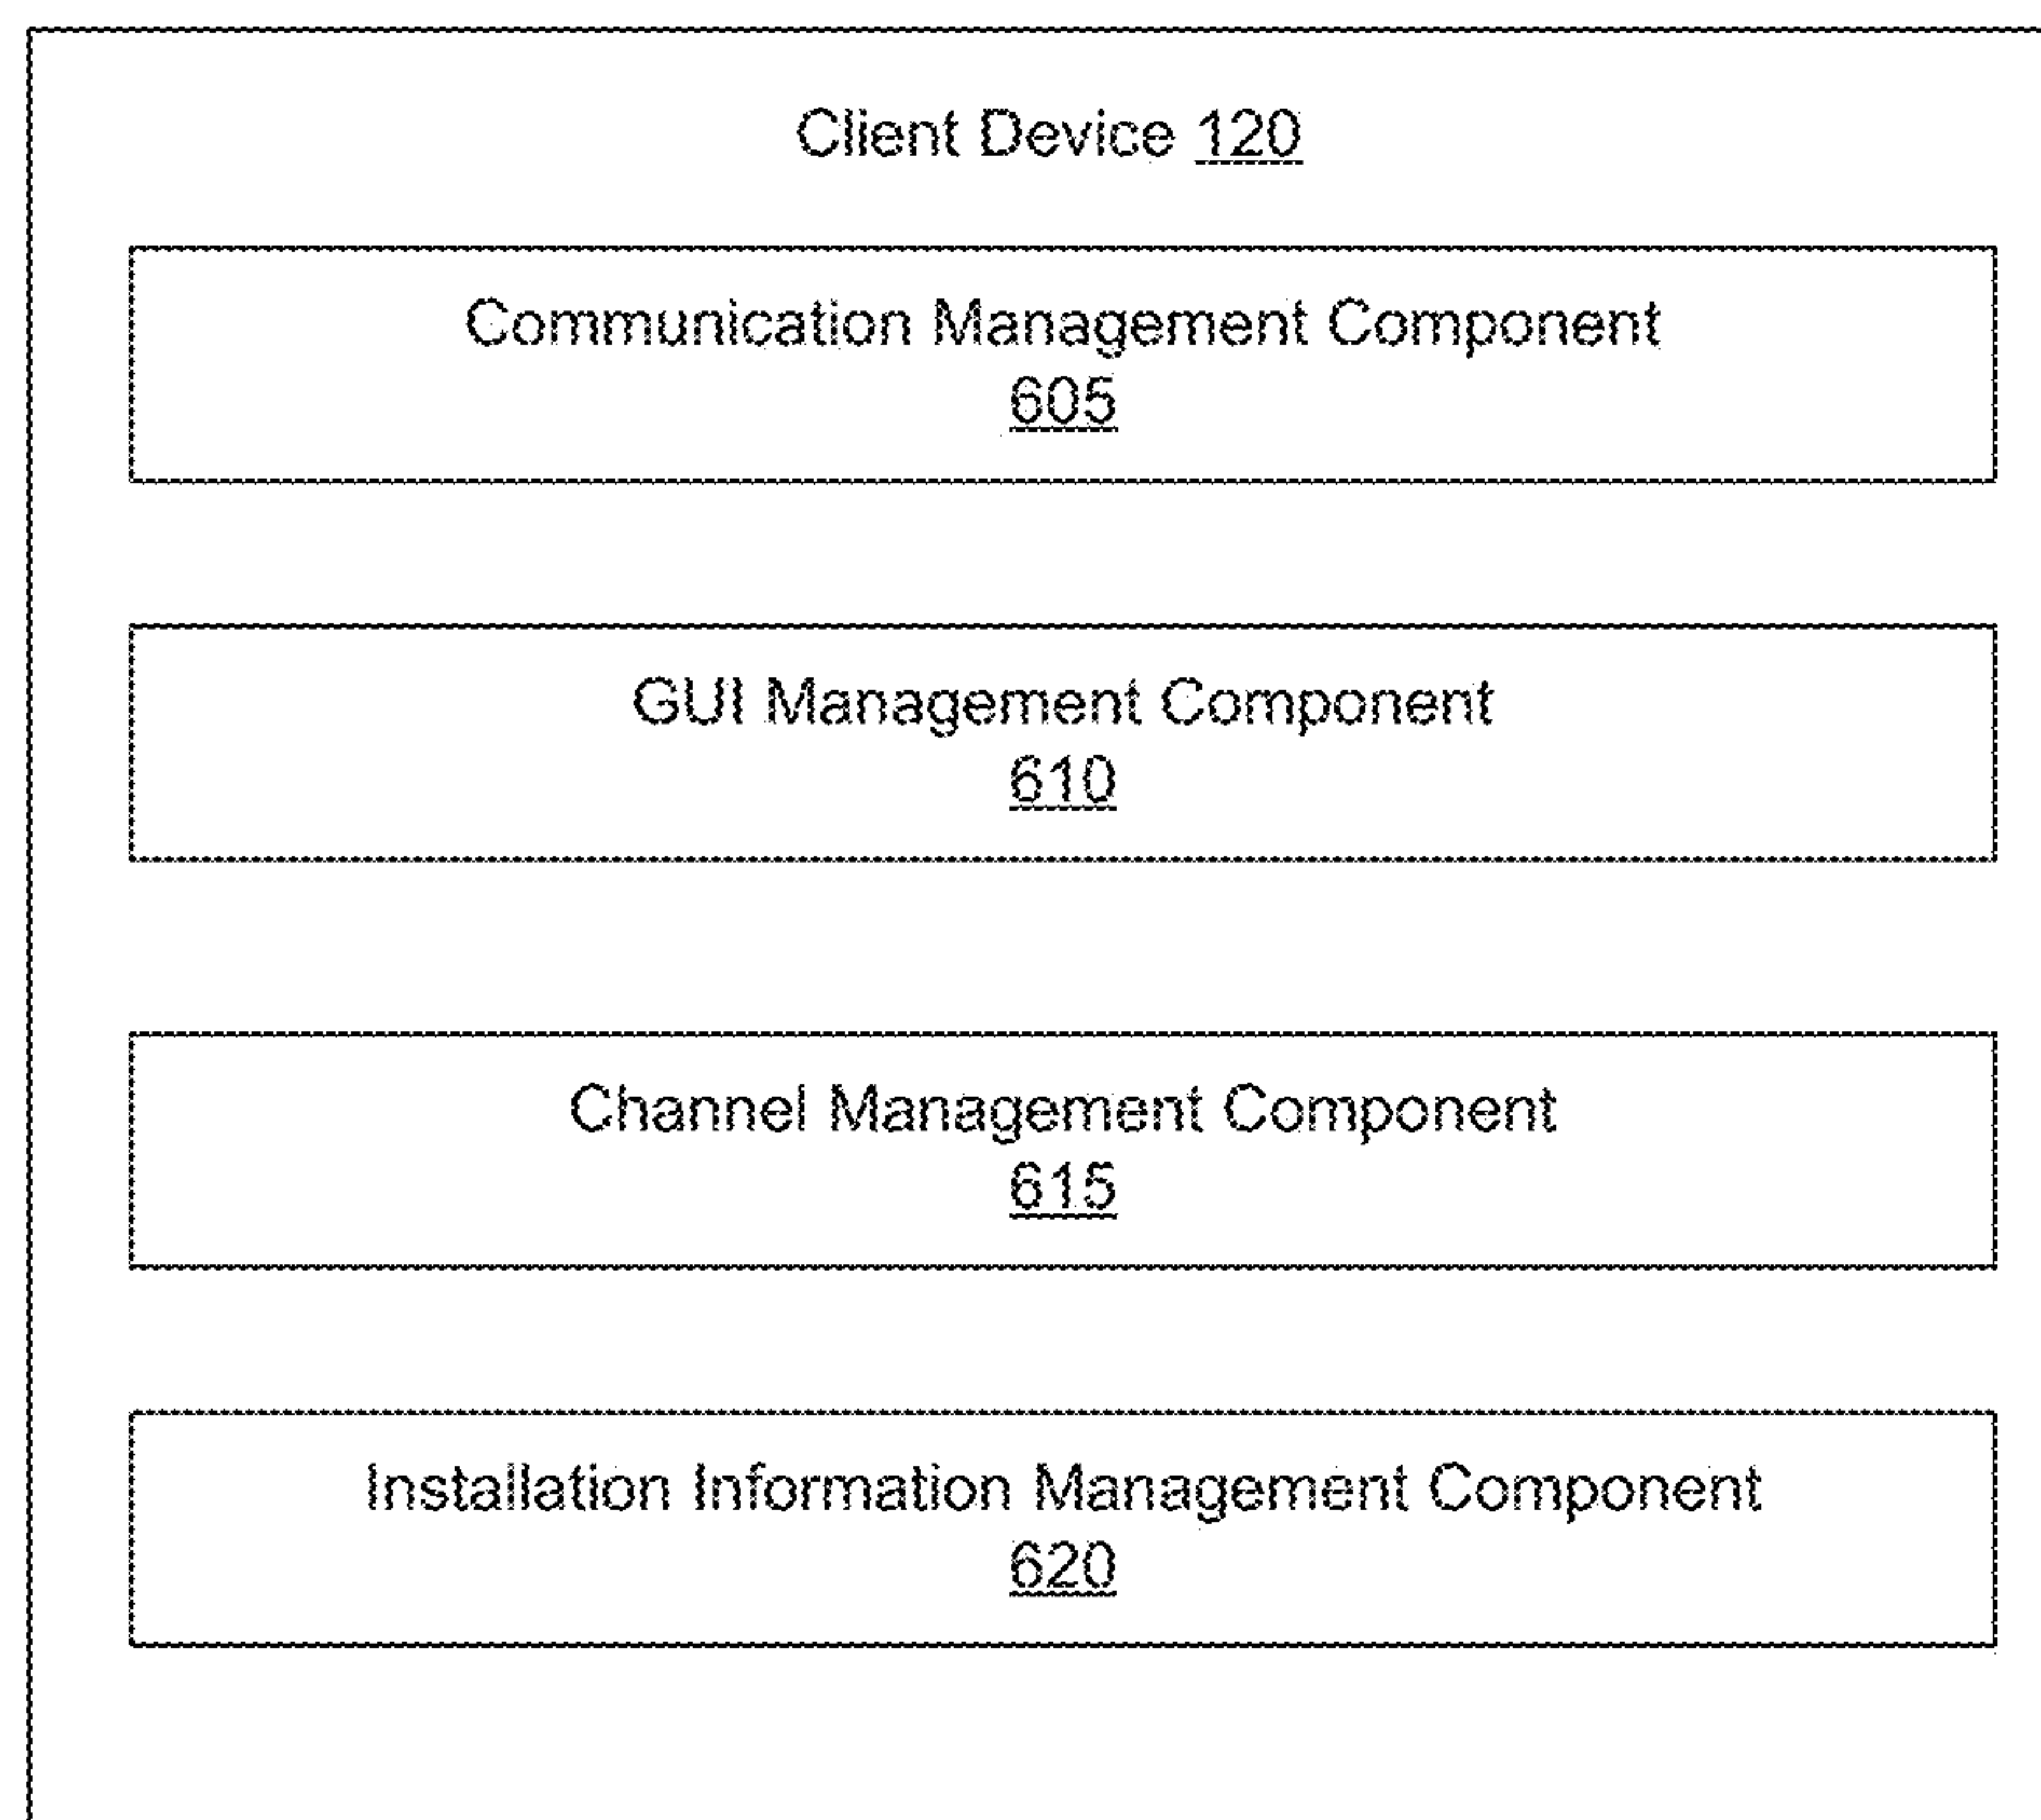 Client Device 120
Communication Management Component
605
GUI Management Component
610
Channel Management Component
615
Installation Information Management Component
620